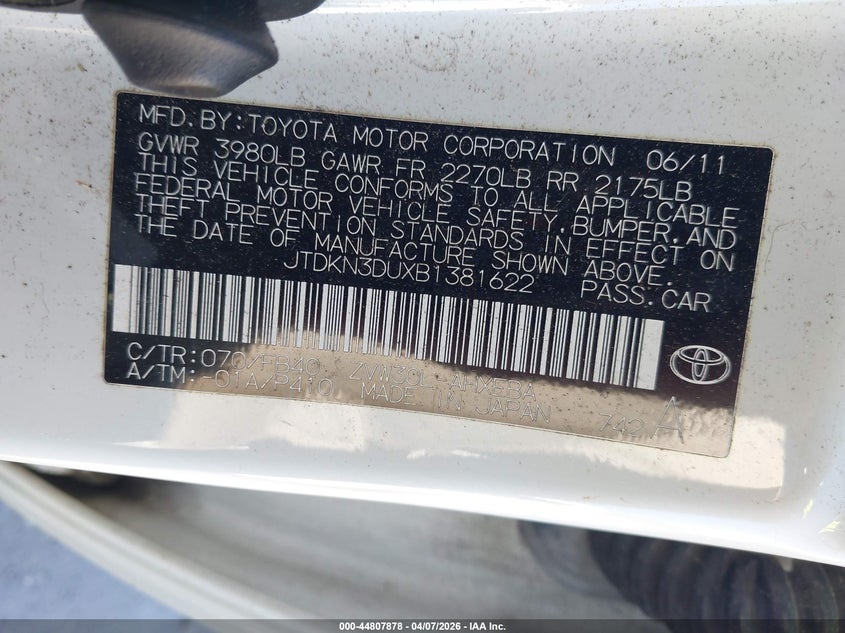 MFD.BY:TOYOTA MOTOR CORPORATION 06/11
GVWR 3980LB GAWR FR 2270LB RR 2175LB
THIS VEHICLE CONFORMS TO ALL APPLICABLE
FEDERAL MOTOR VEHICLE SAFETY,BUMPER,AND
THEFT PREVENTION STANDARDS IN EFFECT ON
THE DATE OF MANUFACTURE SHOWN ABOVE.
JTDKN3DUXB1381622 PASS.CAR
C/TR:070/FB40 ZVW30L-AHXEBA
A/TM:-01A/P410 MADE IN JAPAN 742 A
000-44807878 - 04/07/2026 - IAA Inc.